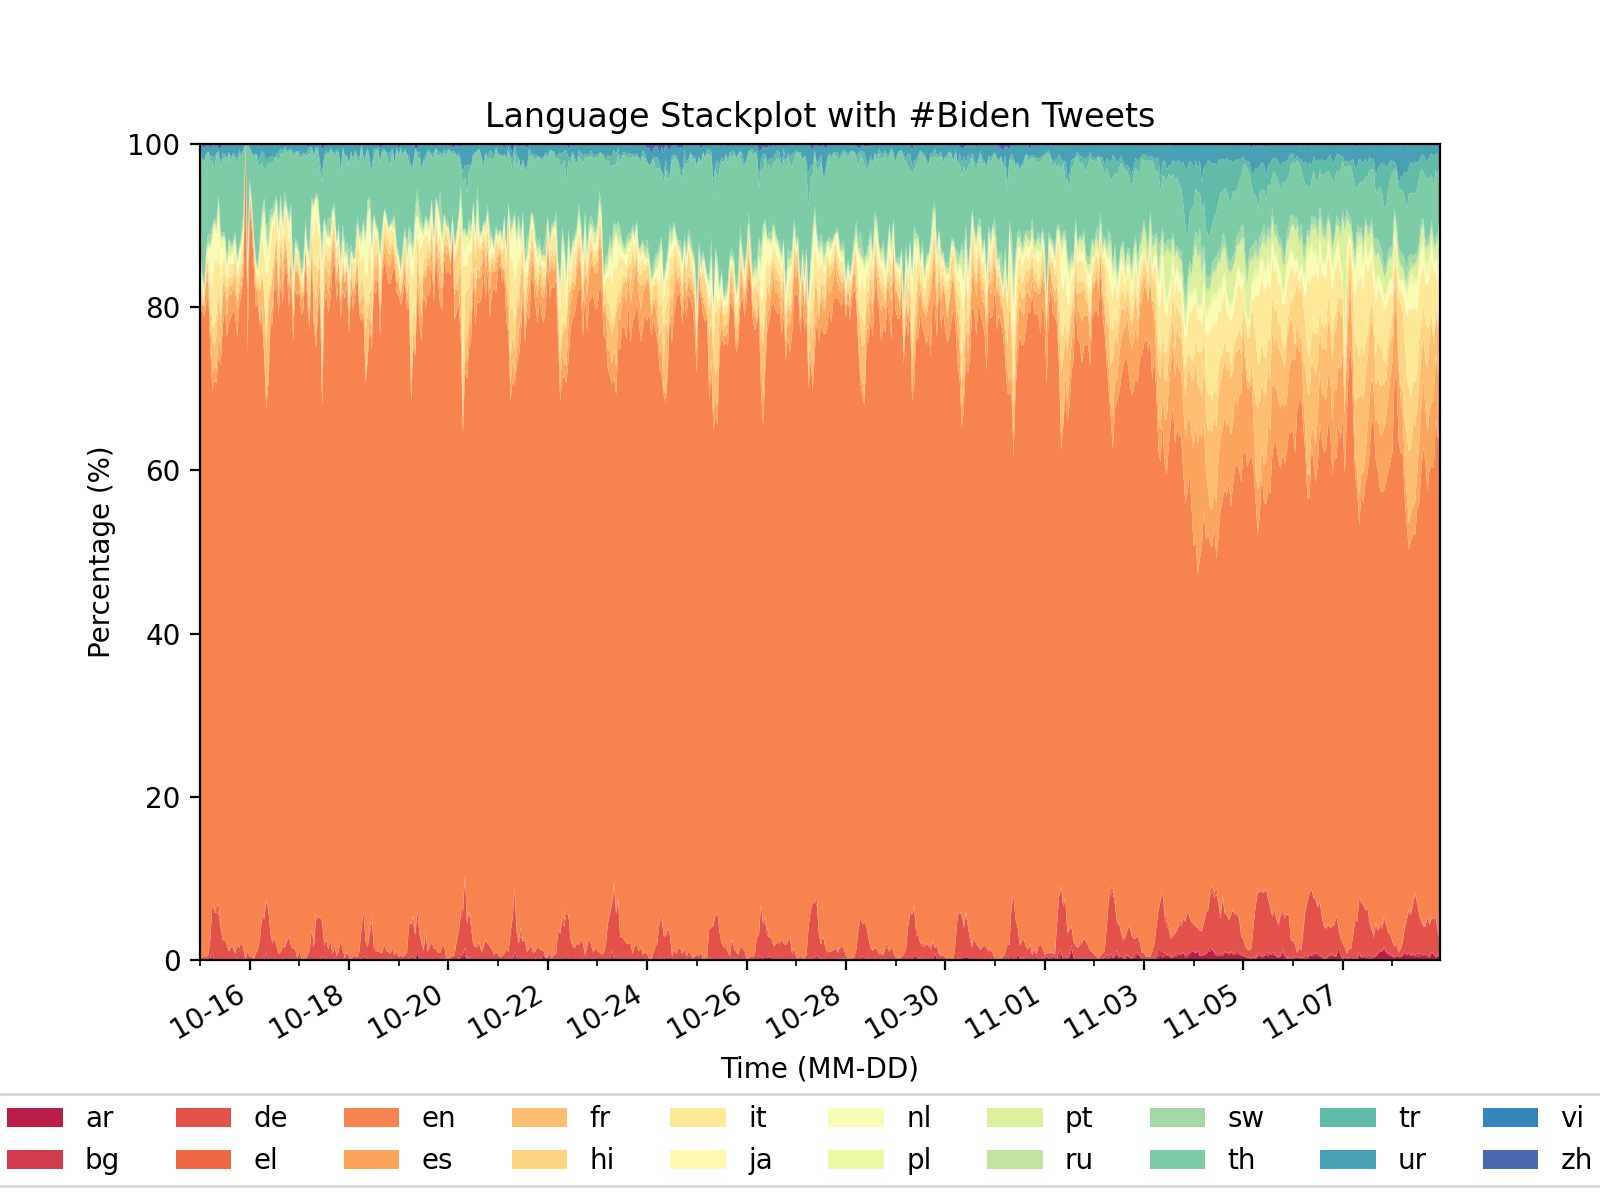 Language Stackplot with #Biden Tweets
Percentage (%)
100
80
60
40
20
0
10-16 10-18 10-20 10-22 10-24 10-26 10-28 10-30 11-01 11-03 11-05 11-07
Time (MM-DD)
ar de en fr it nl pt sw tr vi
bg el es hi ja pl ru th ur zh